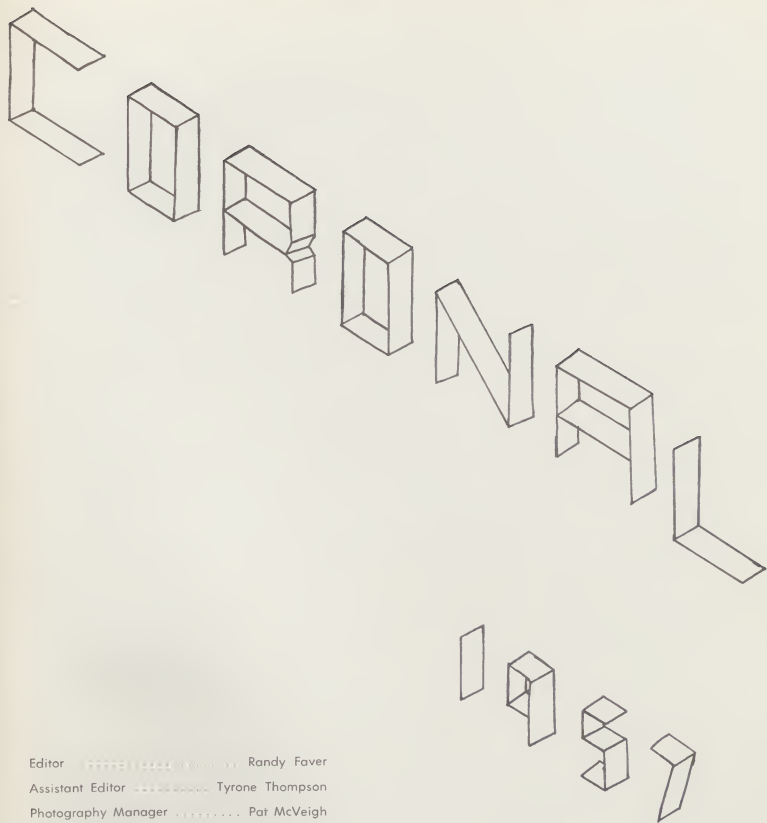 CORONAL
1957
Editor ........ Randy Faver
Assistant Editor ........ Tyrone Thompson
Photography Manager ......... Pat McVeigh